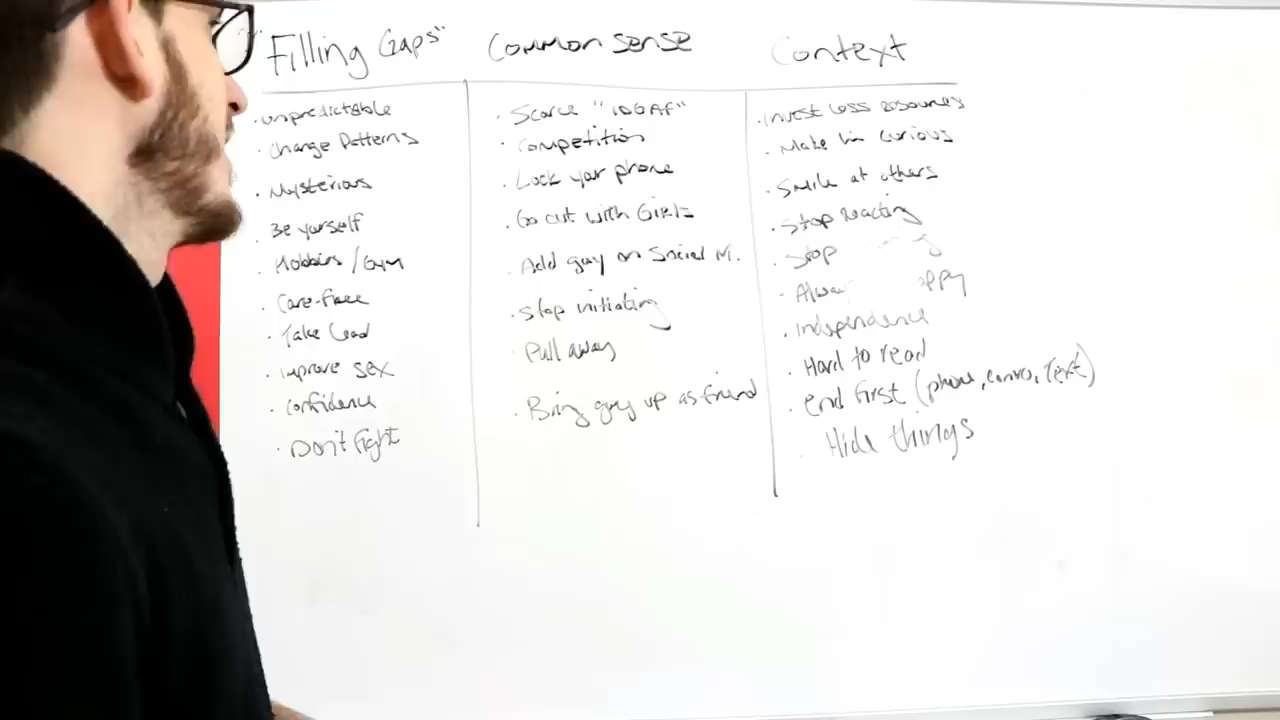 "Filling Gaps"
· unpredictable
· Change Patterns
· Mysterious
· Be yourself
· Hobbies / Gym
· Care-free
· Take lead
· improve sex
· confidence
· Don't fight
Common sense
· Scarce "IDGAF"
· Competition
· Lock your phone
· Go out with Girls
· Add guy on Social M.
· Stop initiating
· Pull away
· Bring guy up as friend
Context
· invest less resources
· Make him curious
· Smile at others
· Stop reacting
· Stop
·
· independence
· Hard to read
· end first (phone, convo, Text)
· Hide things